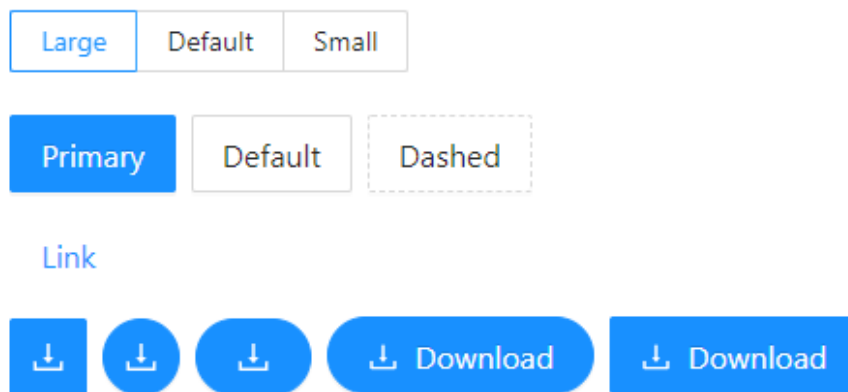 Large Default Small
Primary Default Dashed
Link
Download Download